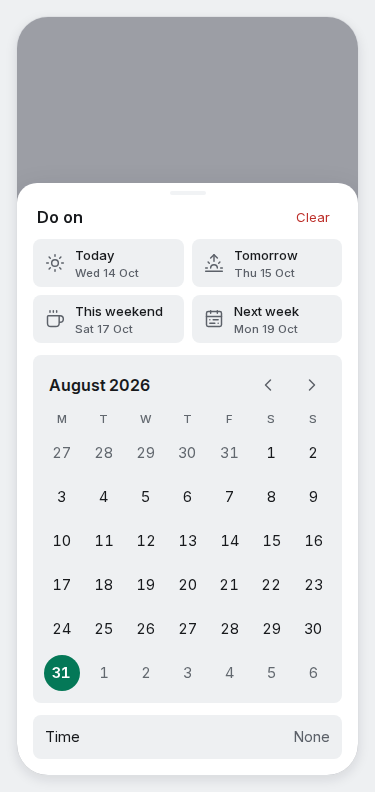 Do on
Clear
Today
Wed 14 Oct
Tomorrow
Thu 15 Oct
This weekend
Sat 17 Oct
Next week
Mon 19 Oct
August 2026
M T W T F S S
27 28 29 30 31 1 2
3 4 5 6 7 8 9
10 11 12 13 14 15 16
17 18 19 20 21 22 23
24 25 26 27 28 29 30
31 1 2 3 4 5 6
Time None